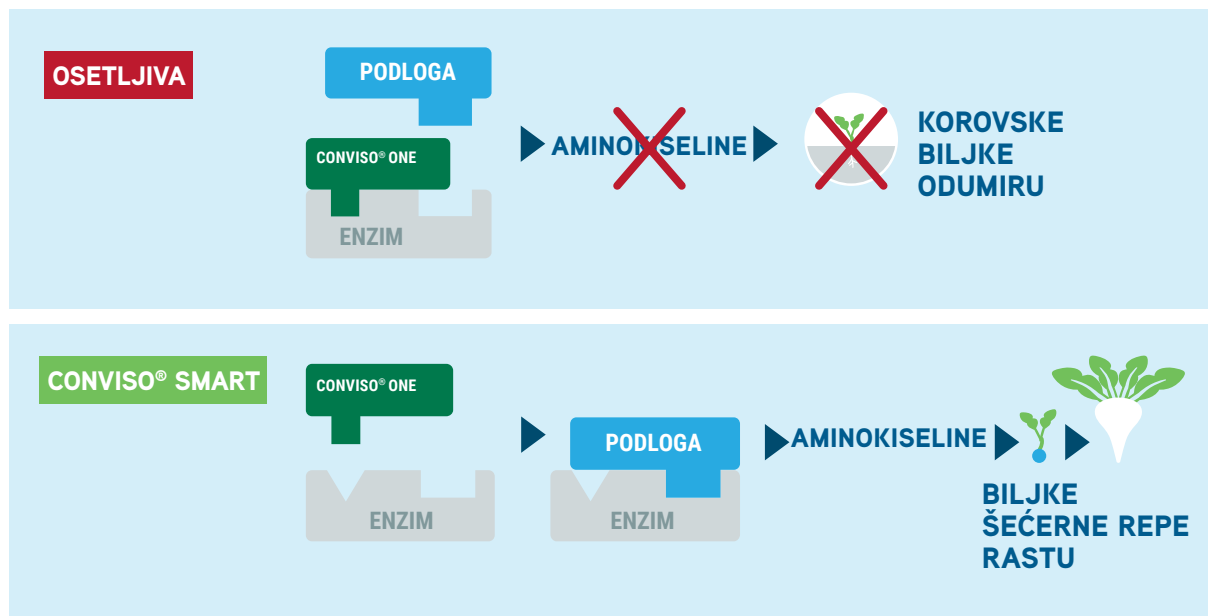 OSETLJIVA
PODLOGA
CONVISO® ONE
ENZIM
AMINOKISELINE
KOROVSKE
BILJKE
ODUMIRU
CONVISO® SMART
CONVISO® ONE
ENZIM
PODLOGA
ENZIM
AMINOKISELINE
BILJKE
ŠEĆERNE REPE
RASTU